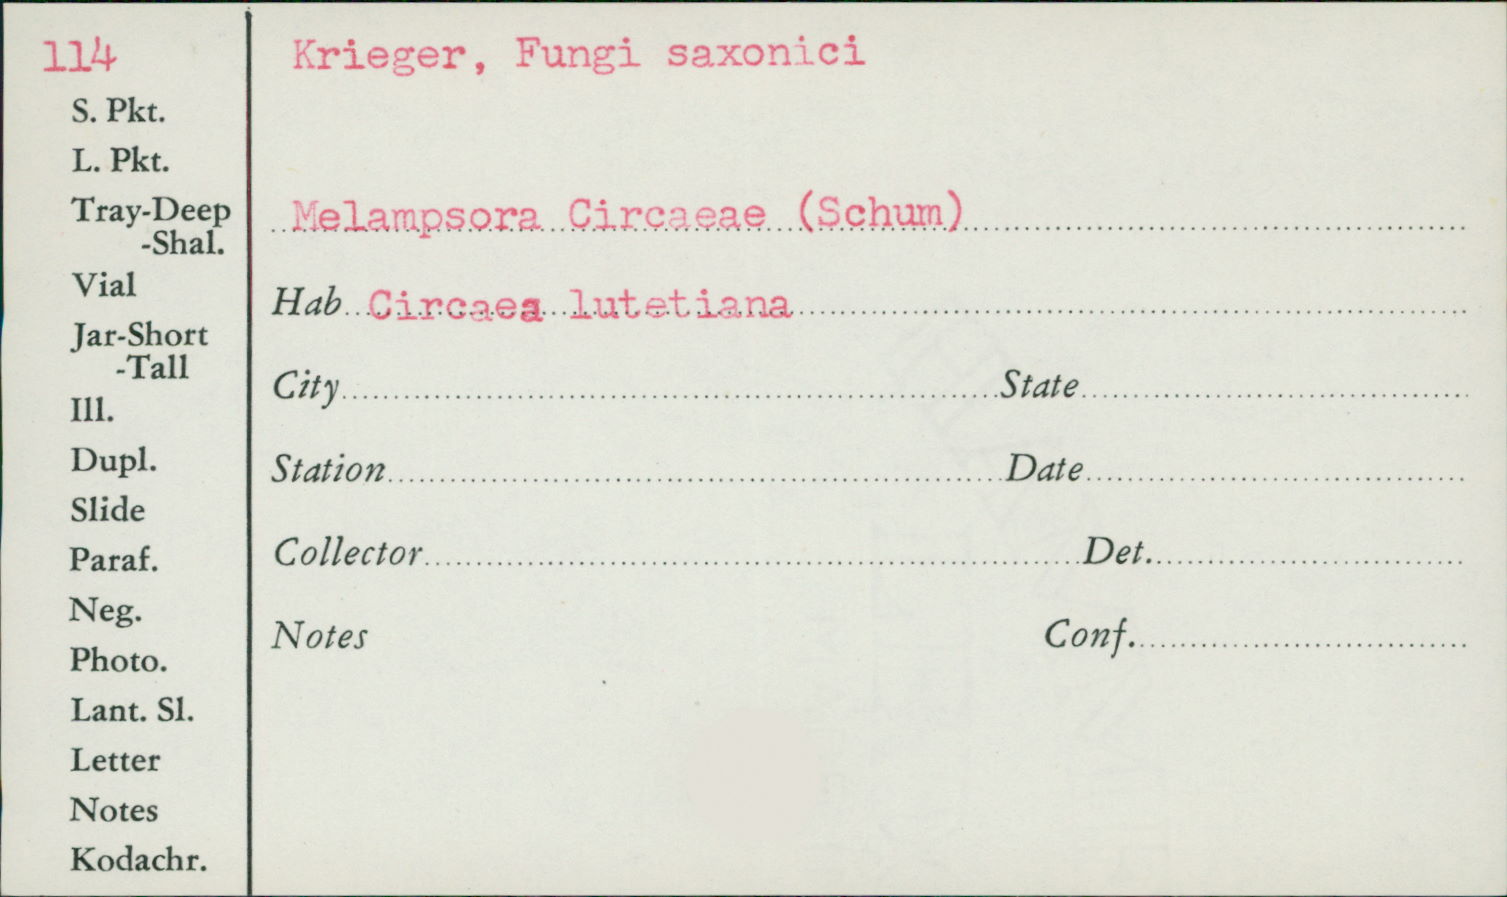 114
Krieger, Fungi saxonici
S. Pkt.
L. Pkt.
Tray-Deep
-Shal.
Vial
Jar-Short
-Tall
Ill.
Dupl.
Slide
Paraf.
Neg.
Photo.
Lant. Sl.
Letter
Notes
Kodachr.
Melampsora Circaeae (Schum)
Hab. Circaea lutetiana
City State
Station Date
Collector Det.
Notes Conf.